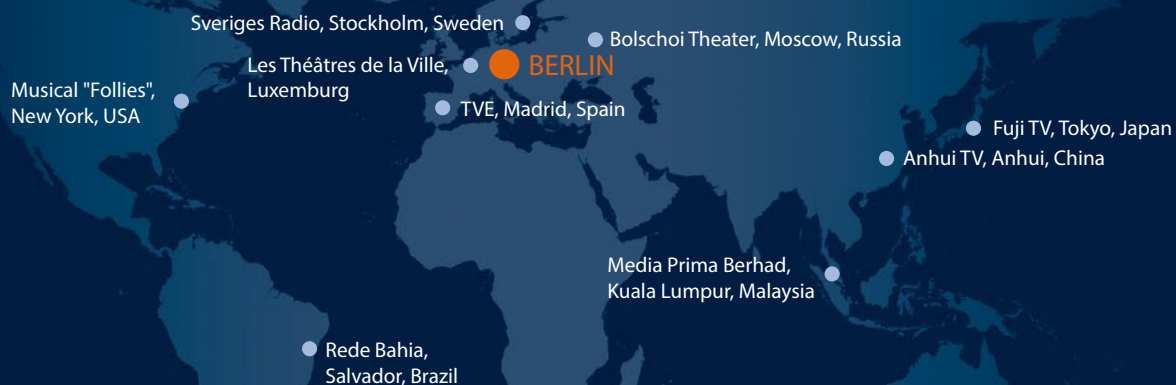 Sveriges Radio, Stockholm, Sweden
Bolschoi Theater, Moscow, Russia
Les Théâtres de la Ville,
Luxemburg
BERLIN
Musical "Follies",
New York, USA
TVE, Madrid, Spain
Fuji TV, Tokyo, Japan
Anhui TV, Anhui, China
Media Prima Berhad,
Kuala Lumpur, Malaysia
Rede Bahia,
Salvador, Brazil